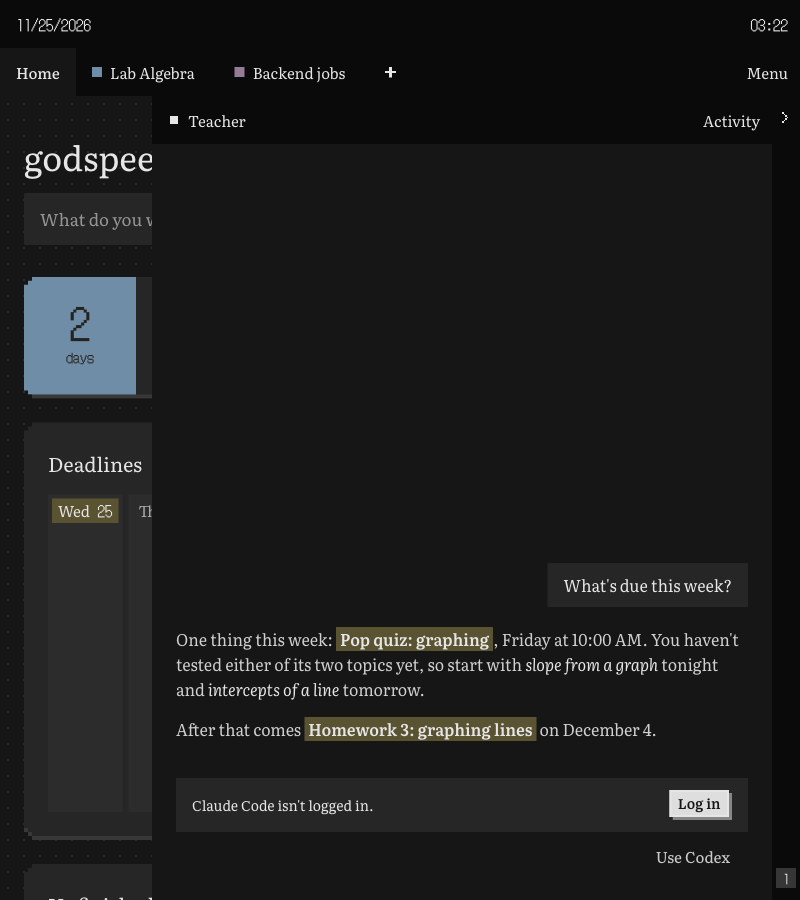 11/25/2026
03:22
Home
Lab Algebra
Backend jobs
+
Menu
Teacher
Activity
godspee
What do you w
2
days
Deadlines
Wed 25
Th
What's due this week?
One thing this week: Pop quiz: graphing, Friday at 10:00 AM. You haven't
tested either of its two topics yet, so start with slope from a graph tonight
and intercepts of a line tomorrow.
After that comes Homework 3: graphing lines on December 4.
Claude Code isn't logged in.
Log in
Use Codex
1